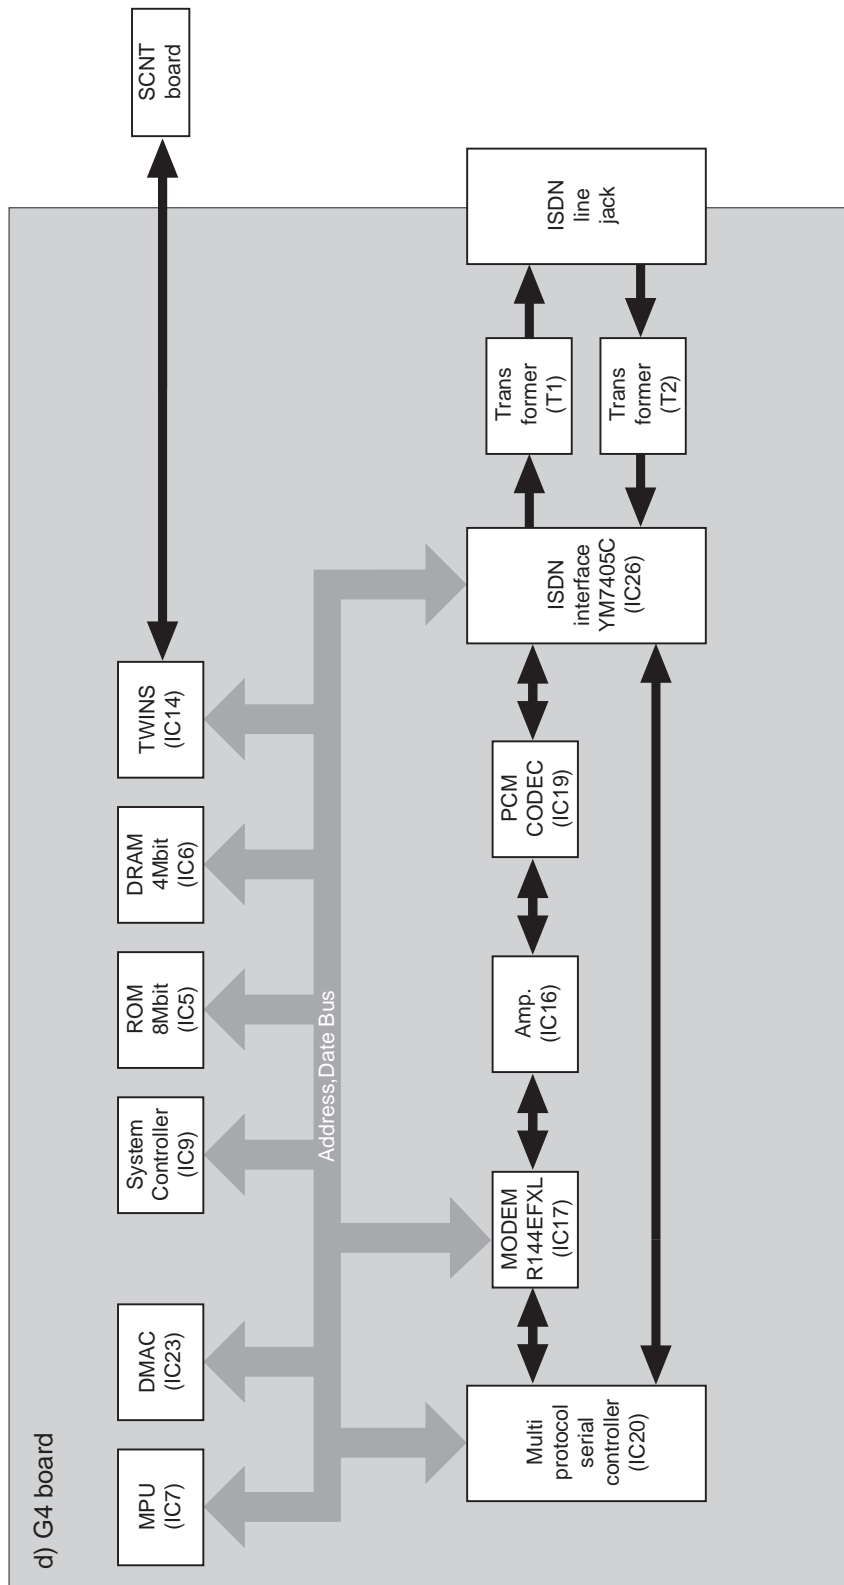 d) G4 board
MPU
(IC7)
DMAC
(IC23)
System
Controller
(IC9)
ROM
8Mbit
(IC5)
DRAM
4Mbit
(IC6)
TWINS
(IC14)
SCNT
board
Address,Date Bus
Multi
protocol
serial
controller
(IC20)
MODEM
R144EFXL
(IC17)
Amp.
(IC16)
PCM
CODEC
(IC19)
ISDN
interface
YM7405C
(IC26)
Trans
former
(T1)
Trans
former
(T2)
ISDN
line
jack